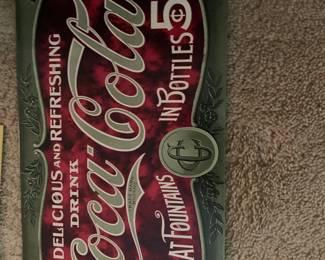 DELICIOUS AND REFRESHING
DRINK
Coca-Cola
AT FOUNTAINS
IN BOTTLES 5¢